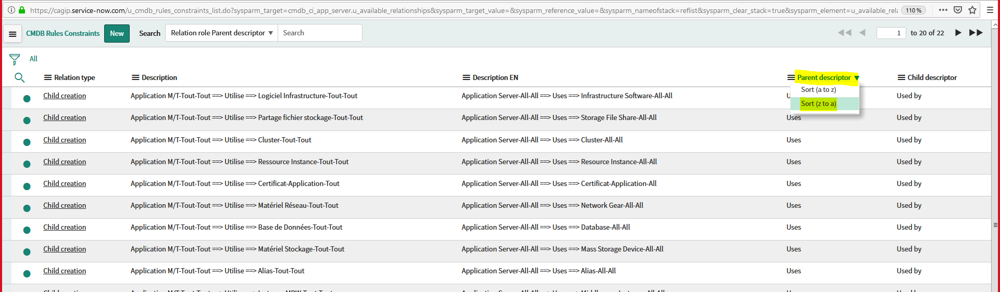 https://cagip.service-now.com/u_cmdb_rules_constraints_list.do?sysparm_target=cmdb_ci_app_server.u_available_relationships&sysparm_target_value=&sysparm_reference_value=&sysparm_nameofstack=reflist&sysparm_clear_stack=true&sysparm_element=u_available_rela 110 %
CMDB Rules Constraints New Search Relation role Parent descriptor ▼ Search 1 to 20 of 22
All
Relation type Description Description EN Parent descriptor ▼ Child descriptor
Sort (a to z)
Sort (z to a)
Child creation Application M/T-Tout-Tout ==> Utilise ==> Logiciel Infrastructure-Tout-Tout Application Server-All-All ==> Uses ==> Infrastructure Software-All-All Used by
Child creation Application M/T-Tout-Tout ==> Utilise ==> Partage fichier stockage-Tout-Tout Application Server-All-All ==> Uses ==> Storage File Share-All-All Uses Used by
Child creation Application M/T-Tout-Tout ==> Utilise ==> Cluster-Tout-Tout Application Server-All-All ==> Uses ==> Cluster-All-All Uses Used by
Child creation Application M/T-Tout-Tout ==> Utilise ==> Ressource Instance-Tout-Tout Application Server-All-All ==> Uses ==> Resource Instance-All-All Uses Used by
Child creation Application M/T-Tout-Tout ==> Utilise ==> Certificat-Application-Tout Application Server-All-All ==> Uses ==> Certificat-Application-All Uses Used by
Child creation Application M/T-Tout-Tout ==> Utilise ==> Matériel Réseau-Tout-Tout Application Server-All-All ==> Uses ==> Network Gear-All-All Uses Used by
Child creation Application M/T-Tout-Tout ==> Utilise ==> Base de Données-Tout-Tout Application Server-All-All ==> Uses ==> Database-All-All Uses Used by
Child creation Application M/T-Tout-Tout ==> Utilise ==> Matériel Stockage-Tout-Tout Application Server-All-All ==> Uses ==> Mass Storage Device-All-All Uses Used by
Child creation Application M/T-Tout-Tout ==> Utilise ==> Alias-Tout-Tout Application Server-All-All ==> Uses ==> Alias-All-All Uses Used by